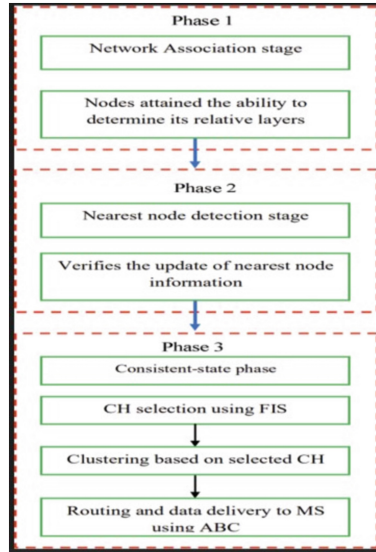 Phase 1
Network Association stage
Nodes attained the ability to
determine its relative layers
Phase 2
Nearest node detection stage
Verifies the update of nearest node
information
Phase 3
Consistent-state phase
CH selection using FIS
Clustering based on selected CH
Routing and data delivery to MS
using ABC